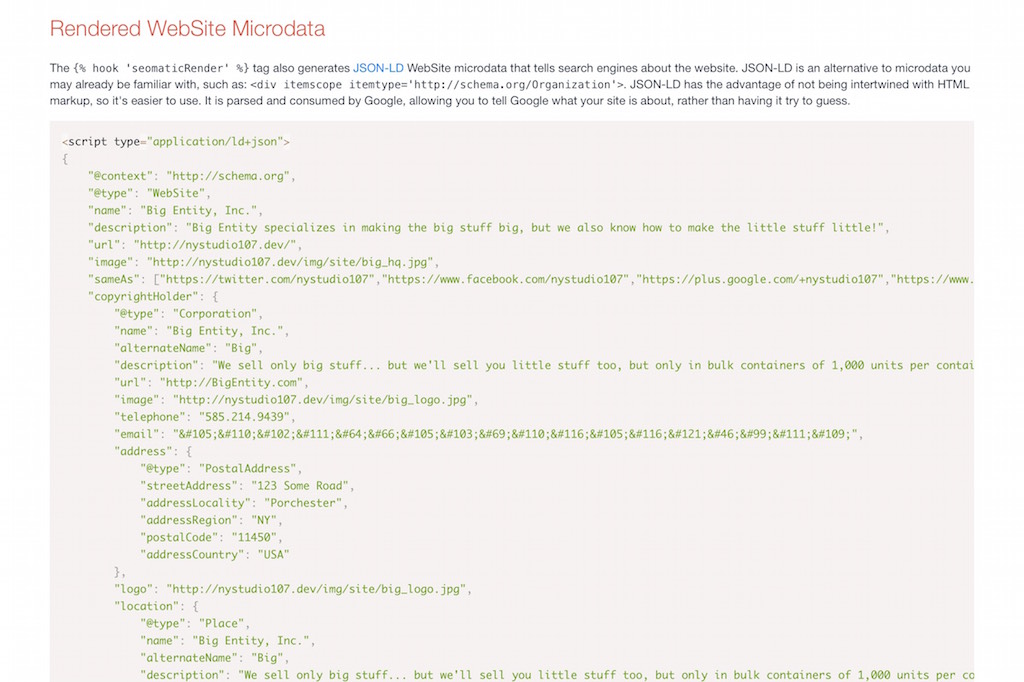 Rendered WebSite Microdata
The {% hook 'seomaticRender' %} tag also generates JSON-LD WebSite microdata that tells search engines about the website. JSON-LD is an alternative to microdata you
may already be familiar with, such as: <div itemscope itemtype='http://schema.org/Organization'>. JSON-LD has the advantage of not being intertwined with HTML
markup, so it's easier to use. It is parsed and consumed by Google, allowing you to tell Google what your site is about, rather than having it try to guess.
<script type="application/ld+json">
{
"@context": "http://schema.org",
"@type": "WebSite",
"name": "Big Entity, Inc.",
"description": "Big Entity specializes in making the big stuff big, but we also know how to make the little stuff little!",
"url": "http://nystudio107.dev/",
"image": "http://nystudio107.dev/img/site/big_hq.jpg",
"sameAs": ["https://twitter.com/nystudio107","https://www.facebook.com/nystudio107","https://plus.google.com/+nystudio107","https://www.
"copyrightHolder": {
"@type": "Corporation",
"name": "Big Entity, Inc.",
"alternateName": "Big",
"description": "We sell only big stuff... but we'll sell you little stuff too, but only in bulk containers of 1,000 units per contai
"url": "http://BigEntity.com",
"image": "http://nystudio107.dev/img/site/big_logo.jpg",
"telephone": "585.214.9439",
"email": "&#105;&#110;&#102;&#111;&#64;&#66;&#105;&#103;&#69;&#110;&#116;&#105;&#116;&#121;&#46;&#99;&#111;&#109;",
"address": {
"@type": "PostalAddress",
"streetAddress": "123 Some Road",
"addressLocality": "Porchester",
"addressRegion": "NY",
"postalCode": "11450",
"addressCountry": "USA"
},
"logo": "http://nystudio107.dev/img/site/big_logo.jpg",
"location": {
"@type": "Place",
"name": "Big Entity, Inc.",
"alternateName": "Big",
"description": "We sell only big stuff... but we'll sell you little stuff too, but only in bulk containers of 1,000 units per co